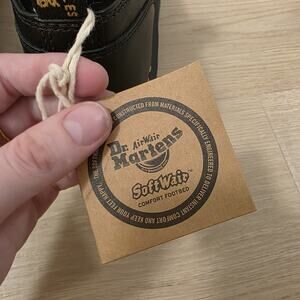 CONSTRUCTED FROM MATERIALS SPECIFICALLY ENGINEERED TO DELIVER INSTANT COMFORT AND KEEP YOUR FEET HAPPY.
Dr. AirWair
Martens
SoftWair™
COMFORT FOOTBED